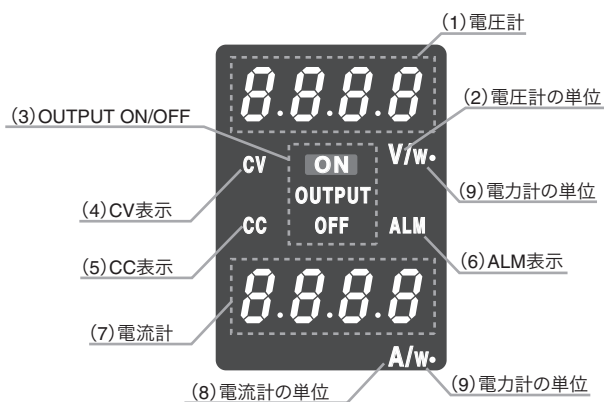 (1)電圧計
8.8.8.8
(3)OUTPUT ON/OFF
(2)電圧計の単位
CV
ON
V/W•
OUTPUT
(9)電力計の単位
(4)CV表示
CC
OFF
ALM
(5)CC表示
(6)ALM表示
8.8.8.8
(7)電流計
A/W•
(8)電流計の単位
(9)電力計の単位